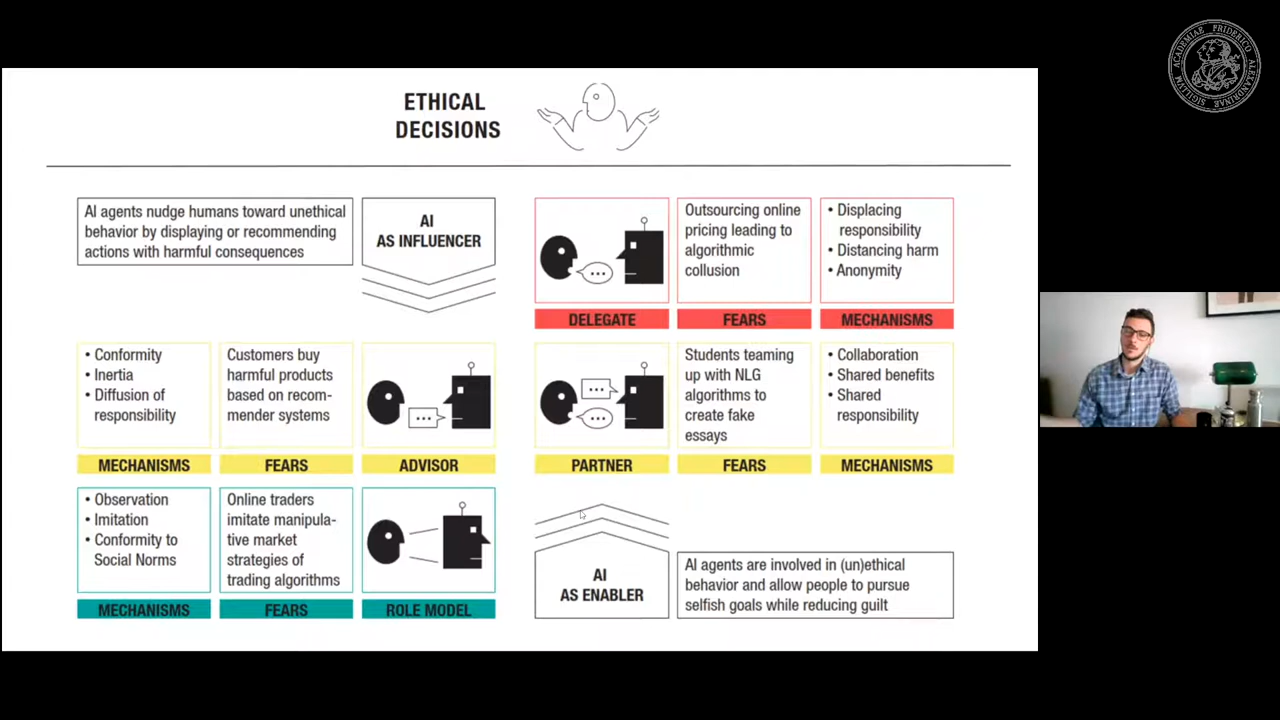 ACADEMIAE FRIDERICO ALEXANDRINAE SIGILLVM
ETHICAL
DECISIONS
AI agents nudge humans toward unethical
behavior by displaying or recommending
actions with harmful consequences
AI
AS INFLUENCER
• Conformity
• Inertia
• Diffusion of
responsibility
MECHANISMS
Customers buy
harmful products
based on recom-
mender systems
FEARS
...
ADVISOR
• Observation
• Imitation
• Conformity to
Social Norms
MECHANISMS
Online traders
imitate manipula-
tive market
strategies of
trading algorithms
FEARS
ROLE MODEL
...
DELEGATE
Outsourcing online
pricing leading to
algorithmic
collusion
FEARS
• Displacing
responsibility
• Distancing harm
• Anonymity
MECHANISMS
...
...
PARTNER
Students teaming
up with NLG
algorithms to
create fake
essays
FEARS
• Collaboration
• Shared benefits
• Shared
responsibility
MECHANISMS
AI
AS ENABLER
AI agents are involved in (un)ethical
behavior and allow people to pursue
selfish goals while reducing guilt